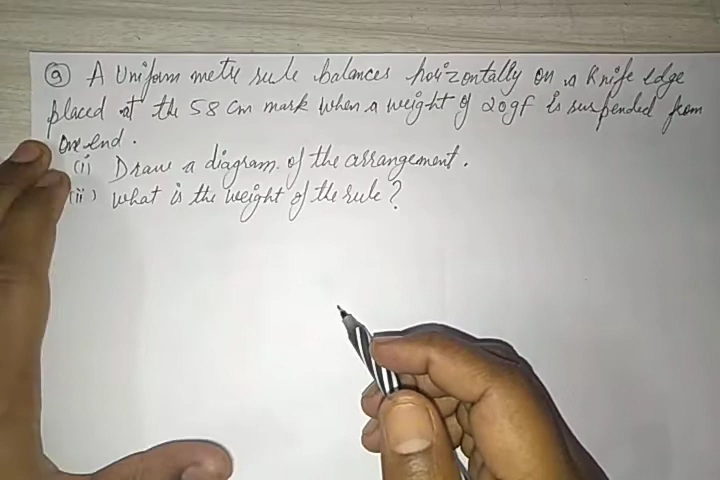 (9) A Uniform metre rule balances horizontally on a Knife edge
placed at the 58 cm mark when a weight of 20gf is suspended from
one end.
(i) Draw a diagram of the arrangement.
(ii) What is the weight of the rule?